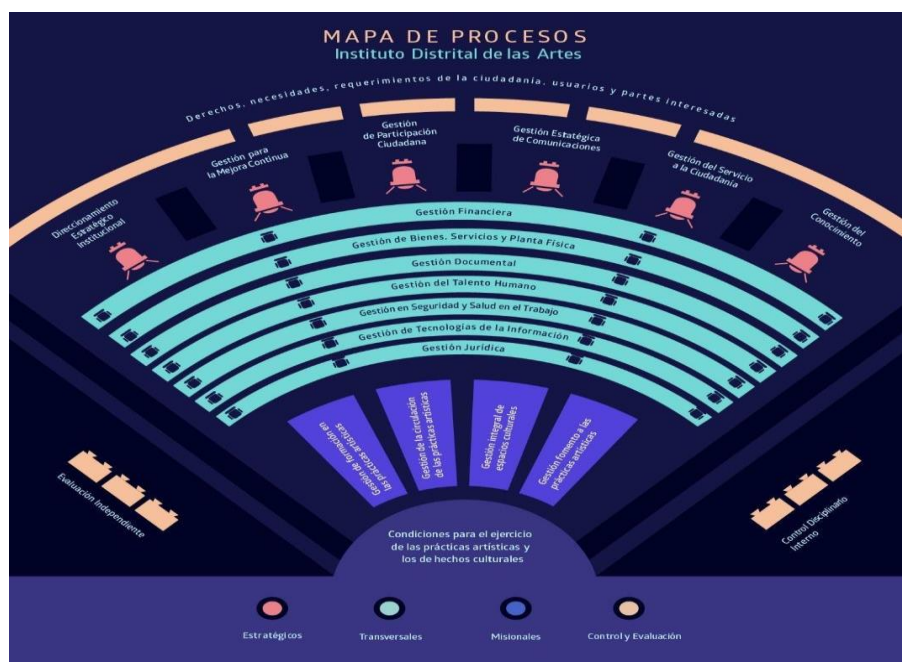 MAPA DE PROCESOS
Instituto Distrital de las Artes
Derechos, necesidades, requerimientos de la ciudadanía, usuarios y partes interesadas
Direccionamiento
Estratégico
Institucional
Gestión para
la Mejora Continua
Gestión
de Participación
Ciudadana
Gestión Estatégica
de Comunicaciones
Gestión del Servicio
a la Ciudadanía
Gestión del
Conocimiento
Gestión Financiera
Gestión de Bienes, Servicios y Planta Física
Gestión Documental
Gestión del Talento Humano
Gestión en Seguridad y Salud en el Trabajo
Gestión de Tecnologías de la Información
Gestión Jurídica
Gestión de formación en
las prácticas artísticas
Gestión de la circulación
de las prácticas artísticas
Gestión integral de
espacios culturales
Gestión fomento a las
prácticas artísticas
Evaluación Independiente
Control Disciplinario
Interno
Condiciones para el ejercicio
de las prácticas artísticas y
los de hechos culturales
Estratégicos
Transversales
Misionales
Control y Evaluación